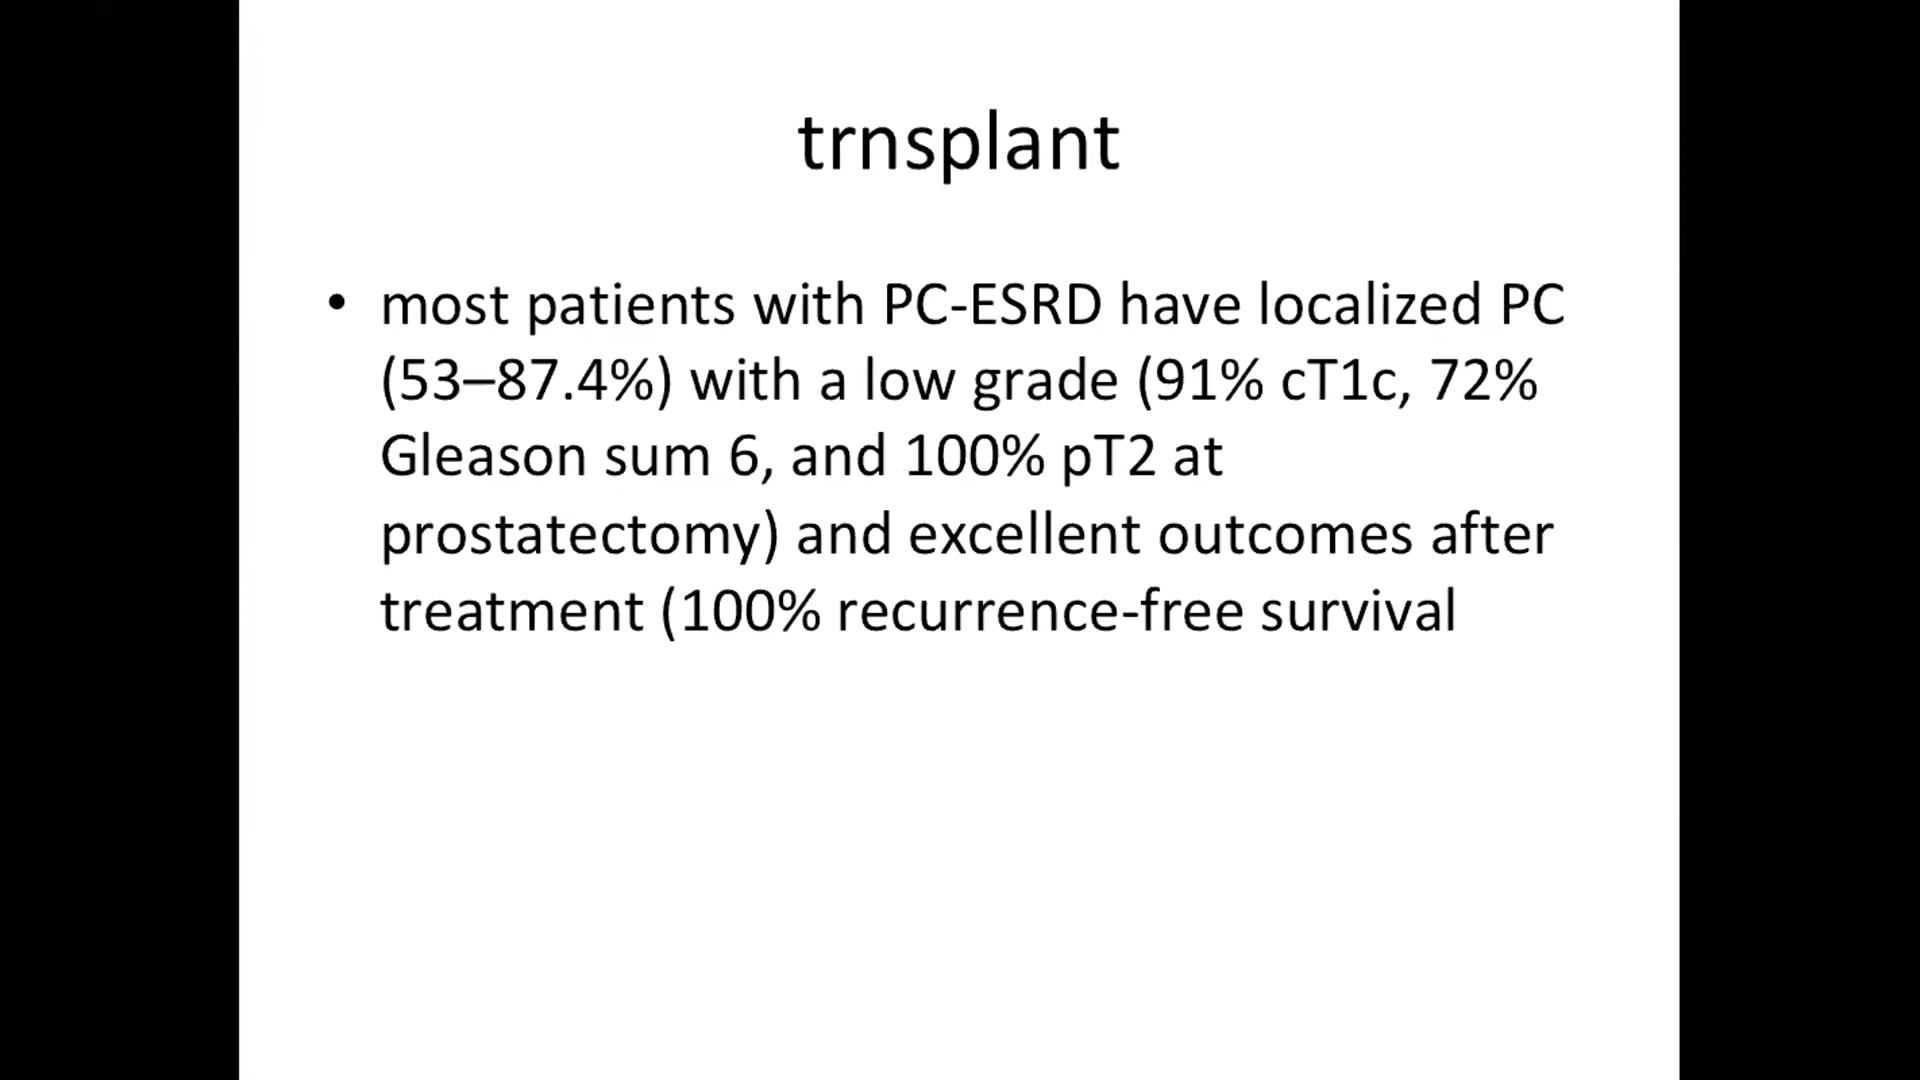 trnsplant
• most patients with PC-ESRD have localized PC
(53–87.4%) with a low grade (91% cT1c, 72%
Gleason sum 6, and 100% pT2 at
prostatectomy) and excellent outcomes after
treatment (100% recurrence-free survival